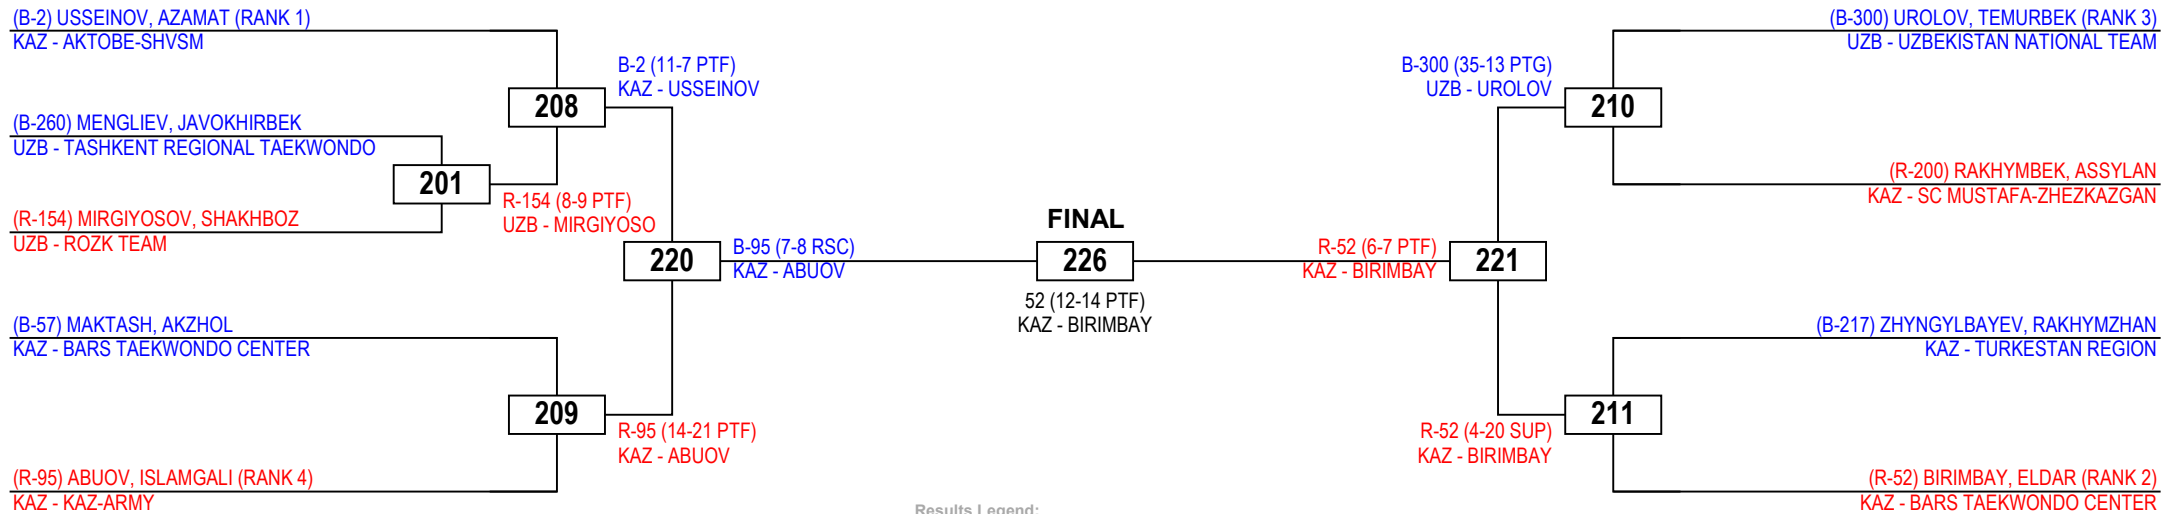 (B-2) USSEINOV, AZAMAT (RANK 1)
KAZ - AKTOBE-SHVSM
(B-260) MENGLIEV, JAVOKHIRBEK
UZB - TASHKENT REGIONAL TAEKWONDO
(R-154) MIRGIYOSOV, SHAKHBOZ
UZB - ROZK TEAM
(B-57) MAKTASH, AKZHOL
KAZ - BARS TAEKWONDO CENTER
(R-95) ABUOV, ISLAMGALI (RANK 4)
KAZ - KAZ-ARMY
201
R-154 (8-9 PTF)
UZB - MIRGIYOSO
208
B-2 (11-7 PTF)
KAZ - USSEINOV
209
R-95 (14-21 PTF)
KAZ - ABUOV
220
B-95 (7-8 RSC)
KAZ - ABUOV
FINAL
226
52 (12-14 PTF)
KAZ - BIRIMBAY
R-52 (6-7 PTF)
KAZ - BIRIMBAY
221
B-300 (35-13 PTG)
UZB - UROLOV
210
R-52 (4-20 SUP)
KAZ - BIRIMBAY
211
(B-300) UROLOV, TEMURBEK (RANK 3)
UZB - UZBEKISTAN NATIONAL TEAM
(R-200) RAKHYMBEK, ASSYLAN
KAZ - SC MUSTAFA-ZHEZKAZGAN
(B-217) ZHYNGYLBAYEV, RAKHYMZHAN
KAZ - TURKESTAN REGION
(R-52) BIRIMBAY, ELDAR (RANK 2)
KAZ - BARS TAEKWONDO CENTER
Results Legend: